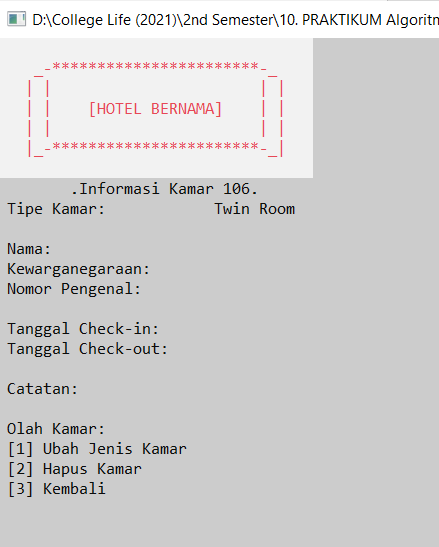 D:\College Life (2021)\2nd Semester\10. PRAKTIKUM Algoritm
_-***********************-_
| | | |
| | [HOTEL BERNAMA] | |
| | | |
|_-***********************-_|
.Informasi Kamar 106.
Tipe Kamar: Twin Room
Nama:
Kewarganegaraan:
Nomor Pengenal:
Tanggal Check-in:
Tanggal Check-out:
Catatan:
Olah Kamar:
[1] Ubah Jenis Kamar
[2] Hapus Kamar
[3] Kembali